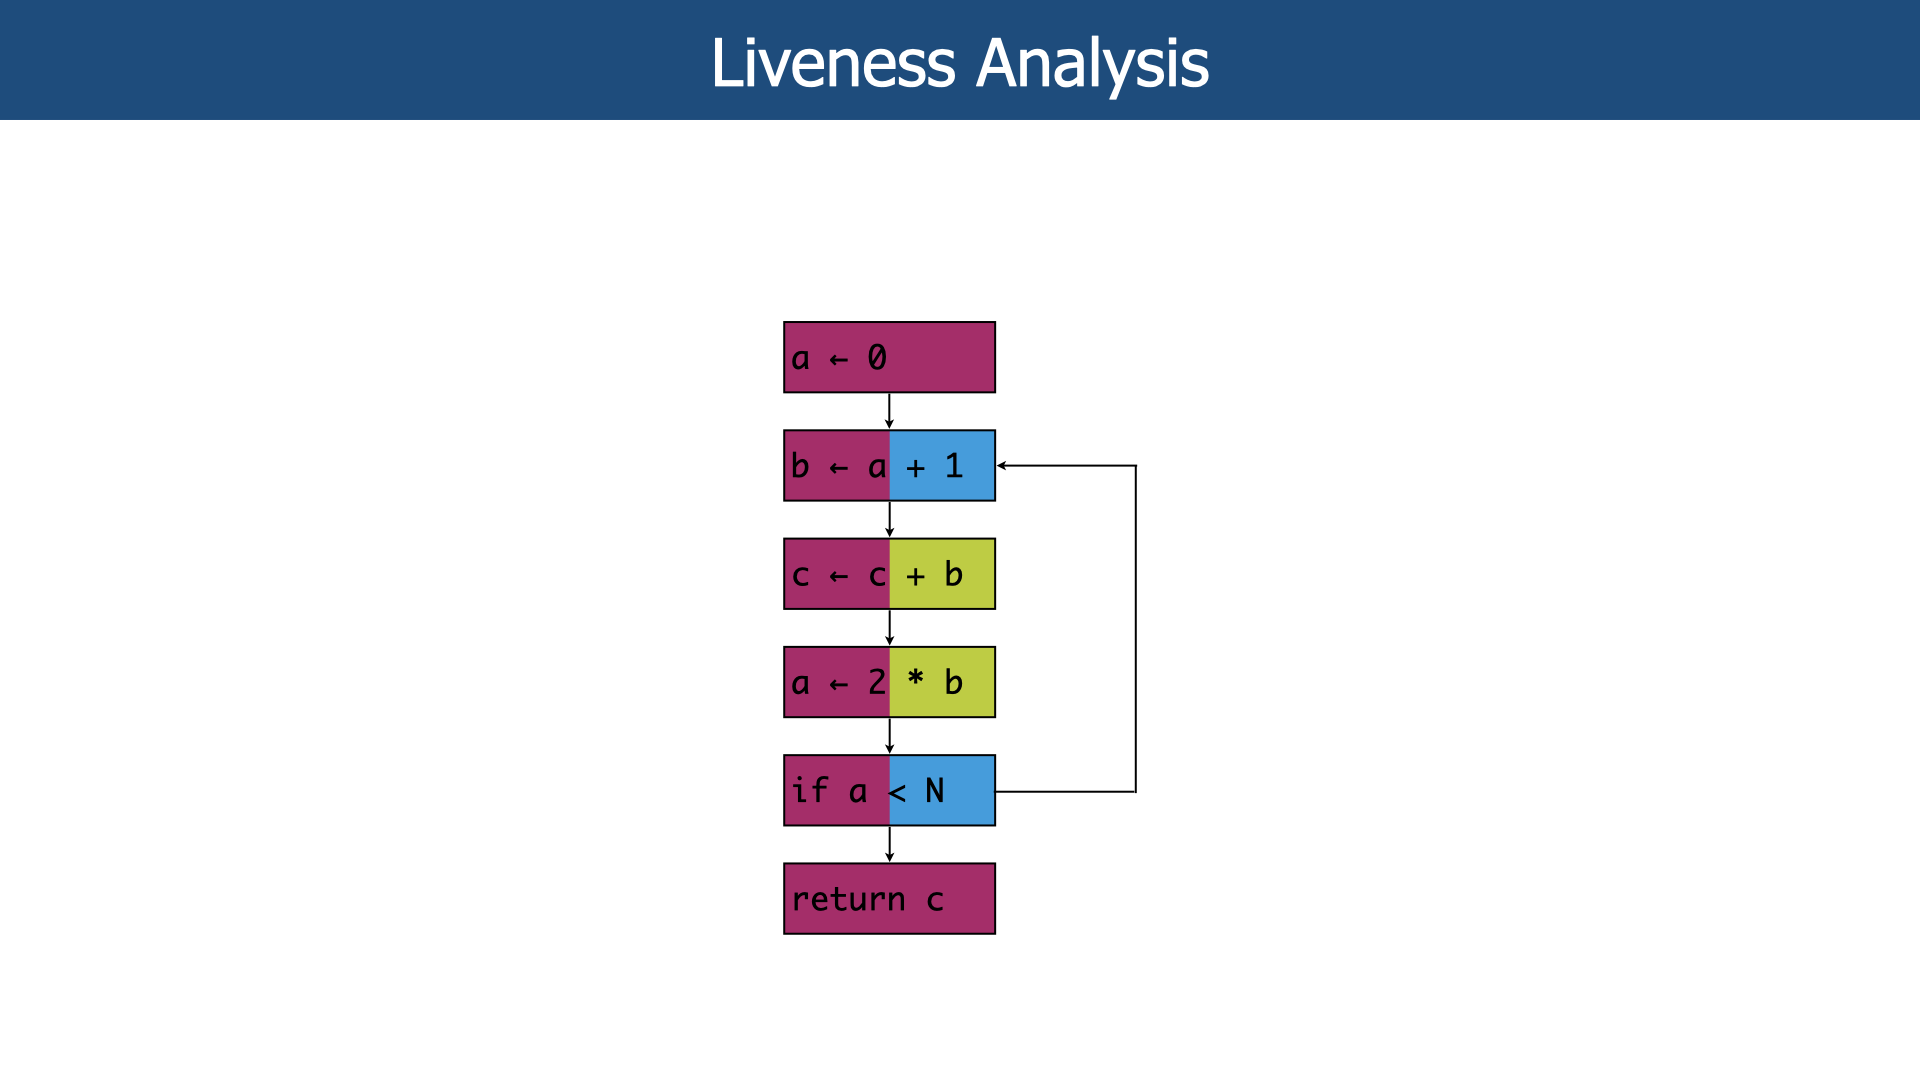 Liveness Analysis
a ← 0
b ← a + 1
c ← c + b
a ← 2 * b
if a < N
return c